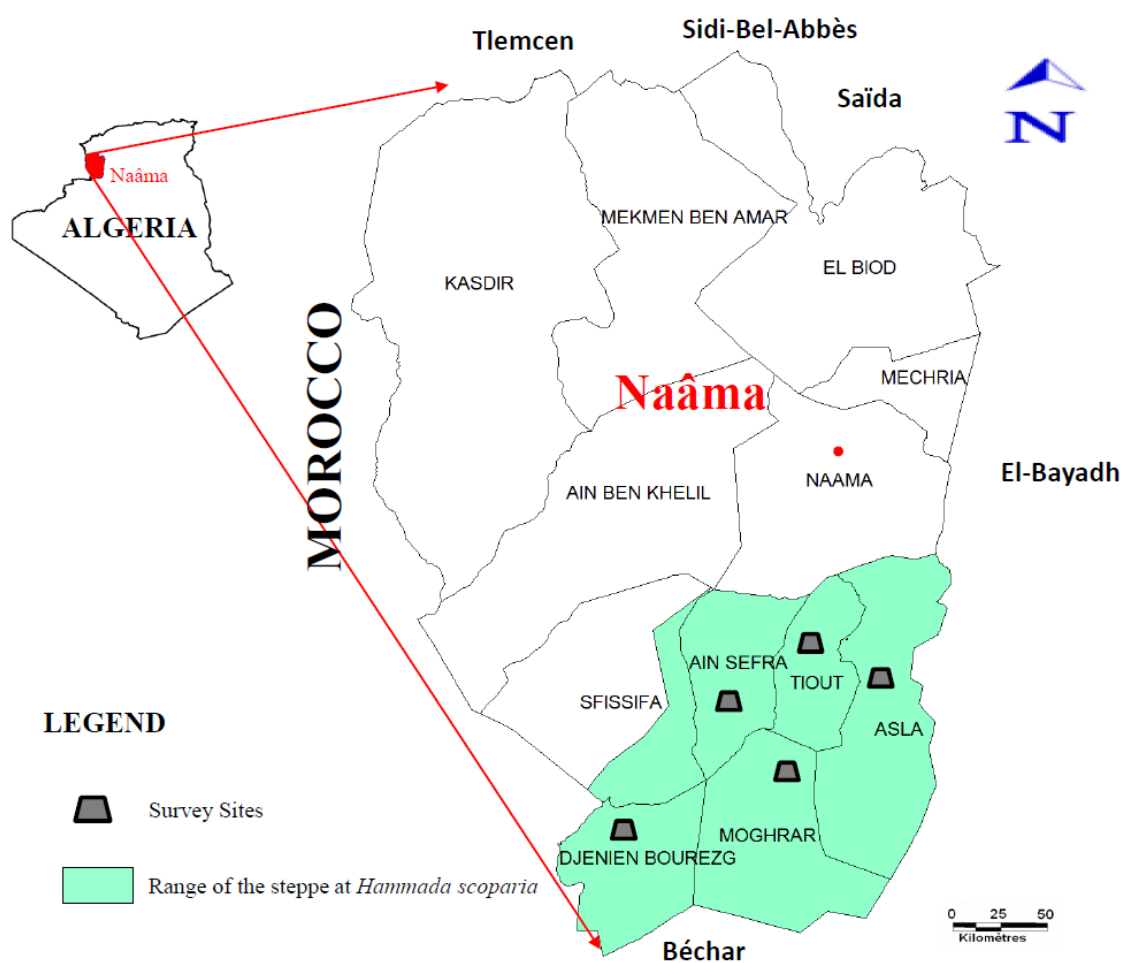 Tlemcen
Sidi-Bel-Abbès
Saïda
N
Naâma
ALGERIA
MEKMEN BEN AMAR
EL BIOD
KASDIR
MOROCCO
MECHRIA
Naâma
NAAMA
El-Bayadh
AIN BEN KHELIL
AIN SEFRA
TIOUT
SFISSIFA
ASLA
LEGEND
Survey Sites
MOGHRAR
DJENIEN BOUREZG
Range of the steppe at Hammada scoparia
0 25 50
Kilomètres
Béchar